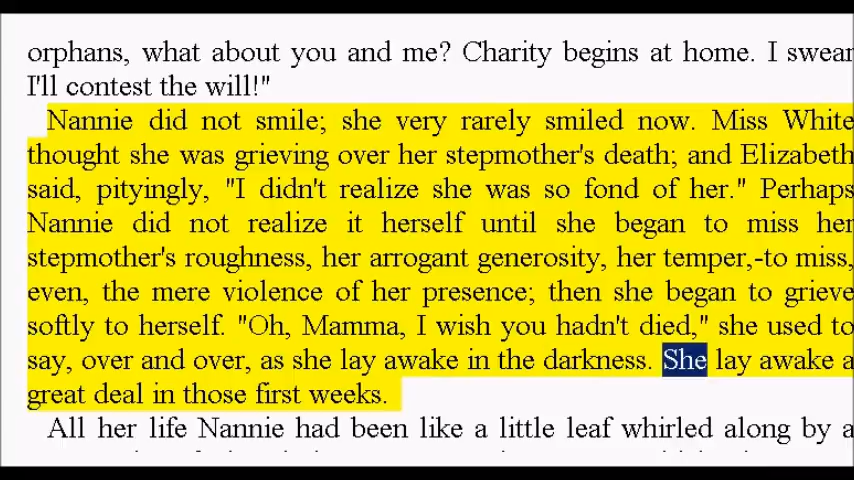 orphans, what about you and me? Charity begins at home. I swear
I'll contest the will!"
Nannie did not smile; she very rarely smiled now. Miss White
thought she was grieving over her stepmother's death; and Elizabeth
said, pityingly, "I didn't realize she was so fond of her." Perhaps
Nannie did not realize it herself until she began to miss her
stepmother's roughness, her arrogant generosity, her temper,-to miss,
even, the mere violence of her presence; then she began to grieve
softly to herself. "Oh, Mamma, I wish you hadn't died," she used to
say, over and over, as she lay awake in the darkness. She lay awake a
great deal in those first weeks.
All her life Nannie had been like a little leaf whirled along by a